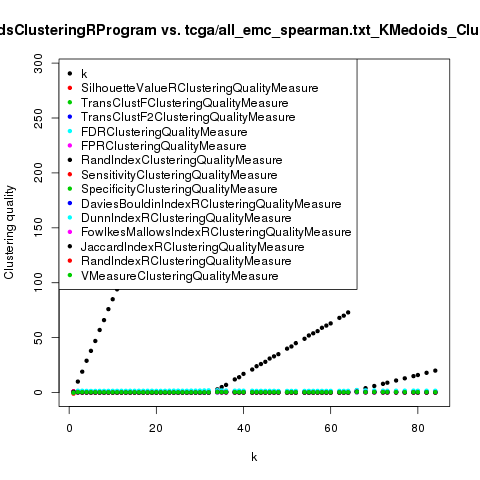 dsClusteringRProgram vs. tcga/all_emc_spearman.txt_KMedoids_Clu
300
250
200
150
100
50
0
Clustering quality
k
SilhouetteValueRClusteringQualityMeasure
TransClustFClusteringQualityMeasure
TransClustF2ClusteringQualityMeasure
FDRClusteringQualityMeasure
FPRClusteringQualityMeasure
RandIndexClusteringQualityMeasure
SensitivityClusteringQualityMeasure
SpecificityClusteringQualityMeasure
DaviesBouldinIndexRClusteringQualityMeasure
DunnIndexRClusteringQualityMeasure
FowlkesMallowsIndexRClusteringQualityMeasure
JaccardIndexRClusteringQualityMeasure
RandIndexRClusteringQualityMeasure
VMeasureClusteringQualityMeasure
0 20 40 60 80
k